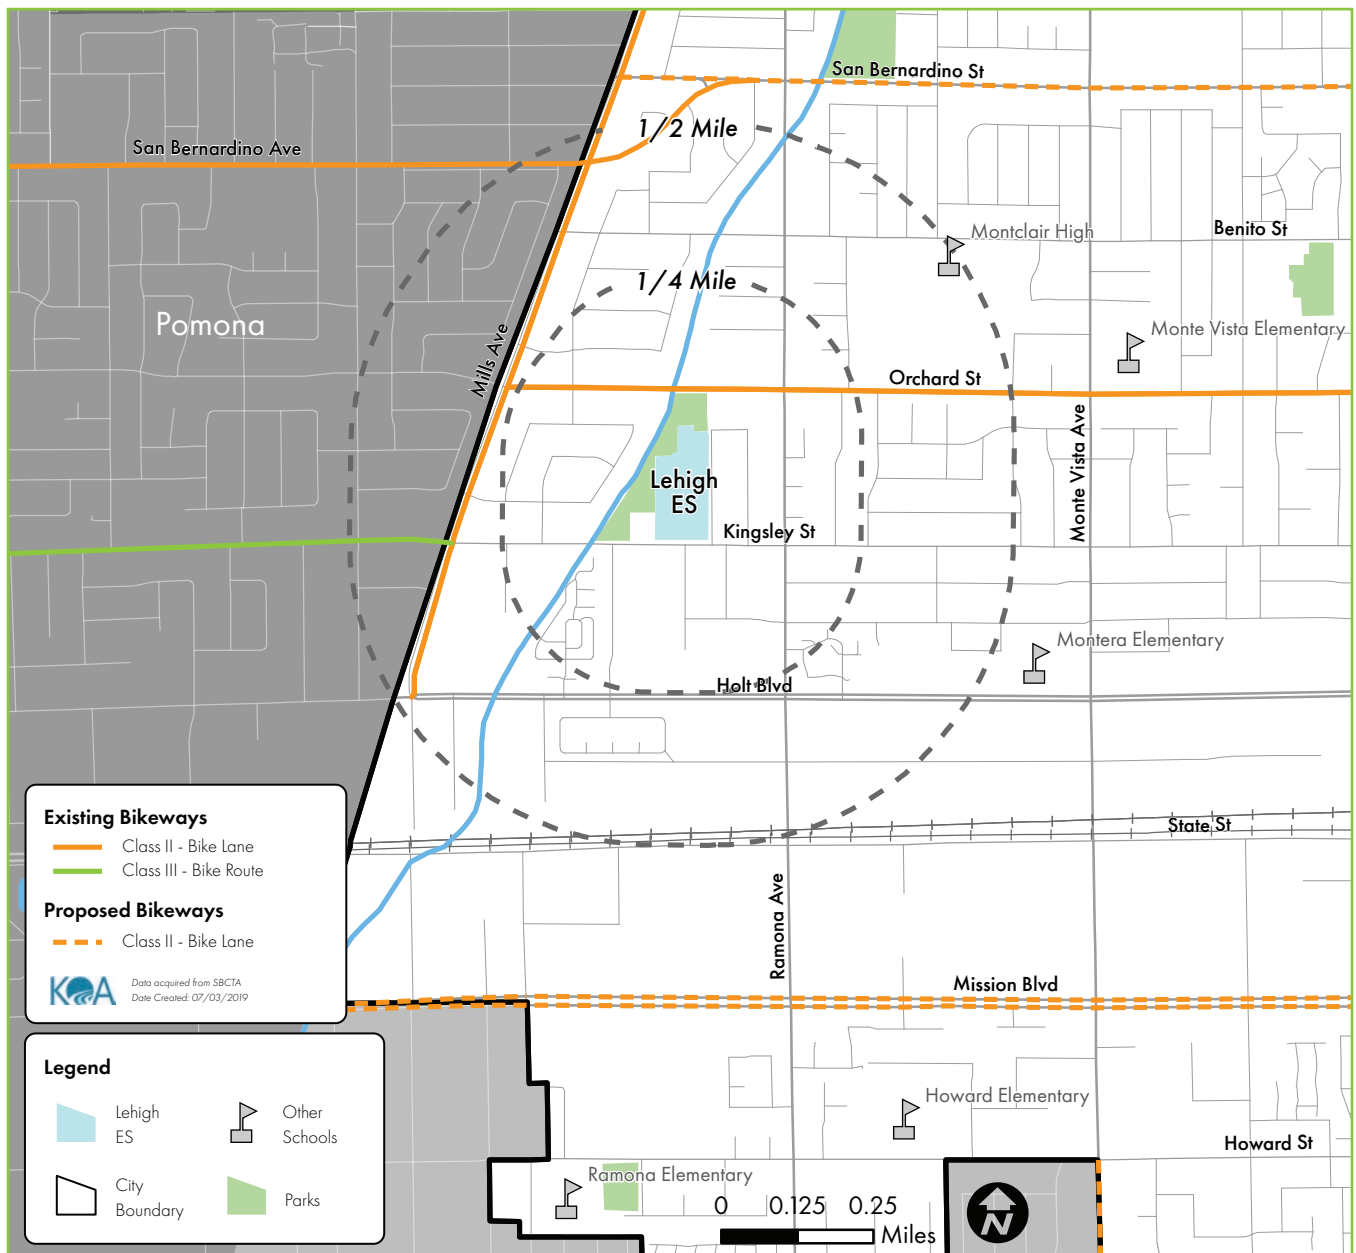 San Bernardino St
1/2 Mile
San Bernardino Ave
Benito St
Montclair High
1/4 Mile
Pomona
Monte Vista Elementary
Mills Ave
Orchard St
Monte Vista Ave
Lehigh
ES
Kingsley St
Montera Elementary
Holt Blvd
State St
Ramona Ave
Mission Blvd
Existing Bikeways
Class II - Bike Lane
Class III - Bike Route
Proposed Bikeways
Class II - Bike Lane
KOA
Data acquired from SBCTA
Date Created: 07/03/2019
Legend
Lehigh
ES
Other
Schools
City
Boundary
Parks
Howard Elementary
Howard St
Ramona Elementary
0 0.125 0.25
Miles
N